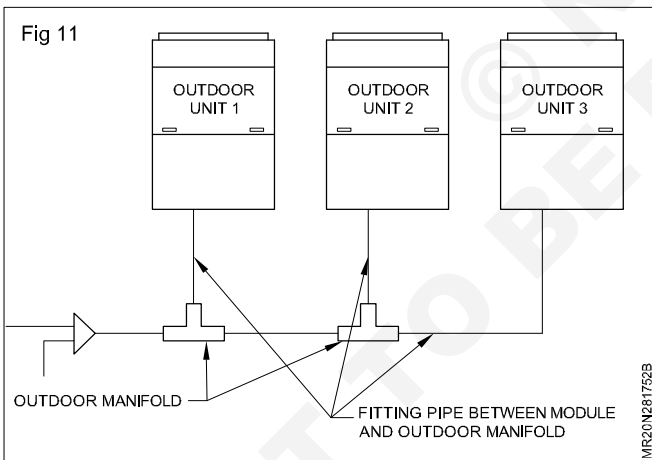 Fig 11
OUTDOOR
UNIT 1
OUTDOOR
UNIT 2
OUTDOOR
UNIT 3
OUTDOOR MANIFOLD
FITTING PIPE BETWEEN MODULE
AND OUTDOOR MANIFOLD
MR20N281752B